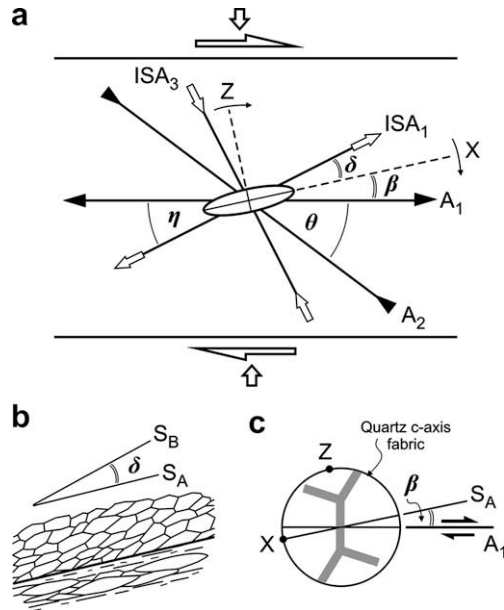 a
ISA3
Z
ISA1
X
δ
β
A1
η
θ
A2
b
SB
δ
SA
c
Quartz c-axis
fabric
Z
β
SA
X
A1